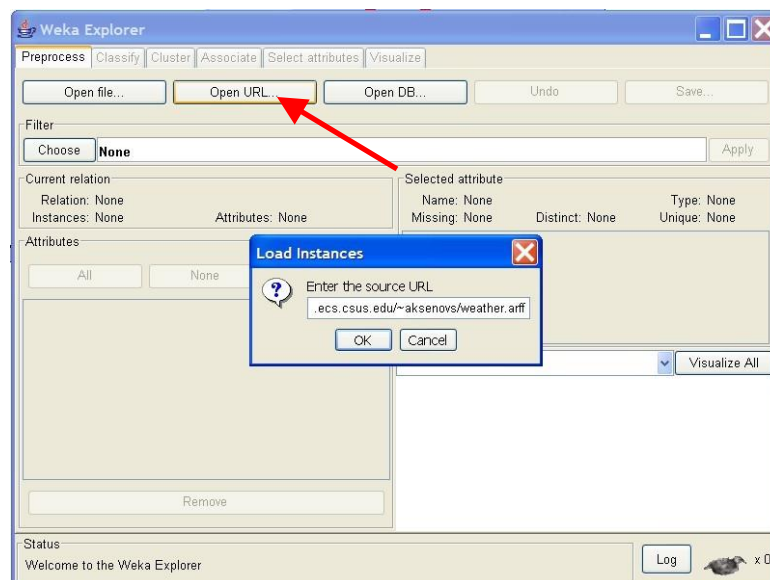 Weka Explorer
Preprocess Classify Cluster Associate Select attributes Visualize
Open file... Open URL... Open DB... Undo Save...
Filter
Choose None Apply
Current relation
Relation: None
Instances: None Attributes: None
Selected attribute
Name: None Type: None
Missing: None Distinct: None Unique: None
Attributes
All None
Load Instances
Enter the source URL
.ecs.csus.edu/~aksenovs/weather.arff
OK Cancel
Visualize All
Remove
Status
Welcome to the Weka Explorer
Log x 0